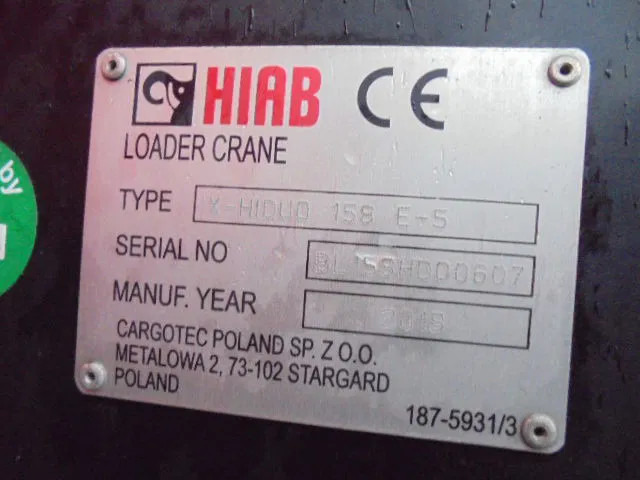 by
HIAB CE
LOADER CRANE
TYPE X-HIDUO 158 E-5
SERIAL NO
MANUF. YEAR
CARGOTEC POLAND SP. Z O.O.
METALOWA 2, 73-102 STARGARD
POLAND
187-5931/3